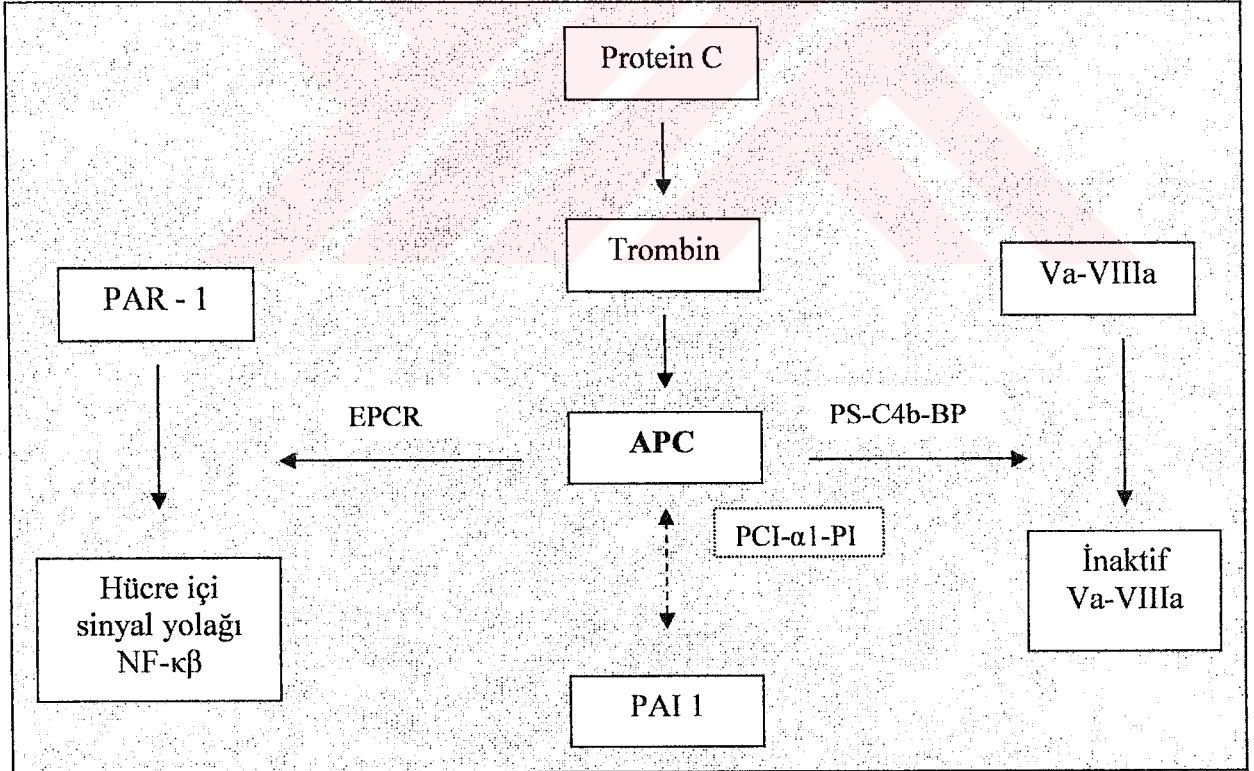 Protein C
Trombin
Va-VIIIa
PAR - 1
EPCR
APC
PS-C4b-BP
PCI-α1-PI
Hücre içi
sinyal yolağı
NF-κβ
İnaktif
Va-VIIIa
PAI 1